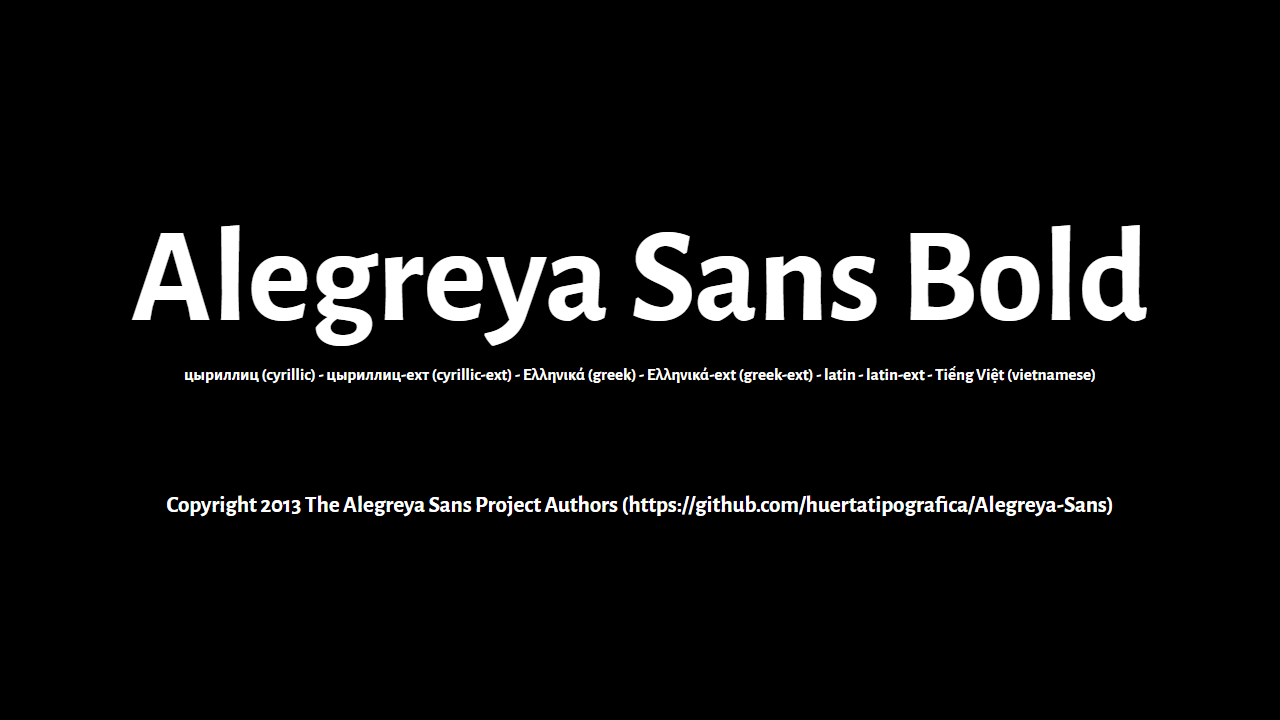 Alegreya Sans Bold
цыриллиц (cyrillic) - цыриллиц-ехт (cyrillic-ext) - Ελληνικά (greek) - Ελληνικά-ext (greek-ext) - latin - latin-ext - Tiếng Việt (vietnamese)
Copyright 2013 The Alegreya Sans Project Authors (https://github.com/huertatipografica/Alegreya-Sans)